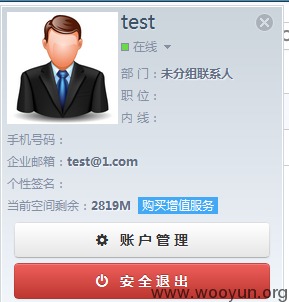 test
在线
部 门：未分组联系人
职 位：
内 线：
手机号码：
企业邮箱：test@1.com
个性签名：
当前空间剩余：2819M 购买增值服务
账户管理
安全退出
www.wooyun.org